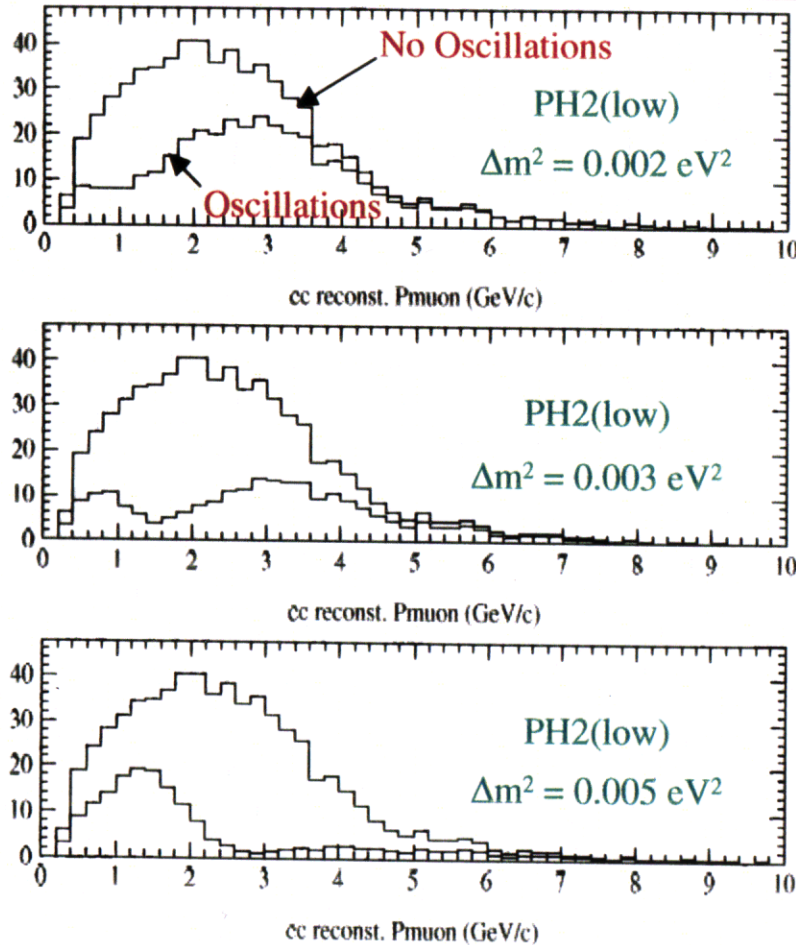 40
30
20
10
0
No Oscillations
PH2(low)
Δm² = 0.002 eV²
Oscillations
0 1 2 3 4 5 6 7 8 9 10
cc reconst. Pmuon (GeV/c)
40
30
20
10
0
PH2(low)
Δm² = 0.003 eV²
0 1 2 3 4 5 6 7 8 9 10
cc reconst. Pmuon (GeV/c)
40
30
20
10
0
PH2(low)
Δm² = 0.005 eV²
0 1 2 3 4 5 6 7 8 9 10
cc reconst. Pmuon (GeV/c)